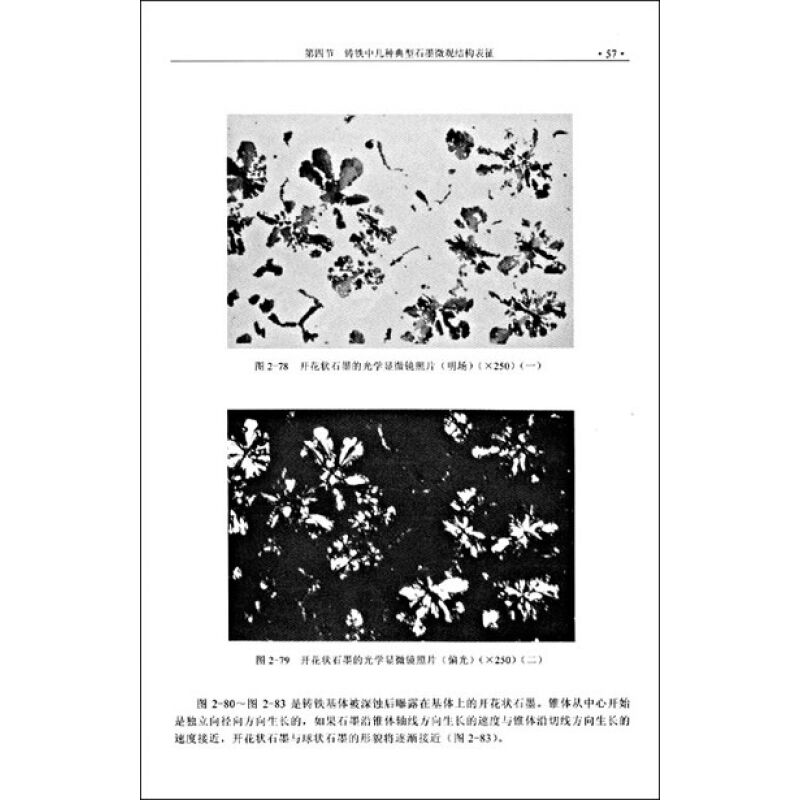 第四节 铸铁中几种典型石墨微观结构表征 ·57·
图 2-78 开花状石墨的光学显微镜照片(明场)(×250)(一)
图 2-79 开花状石墨的光学显微镜照片(偏光)(×250)(二)
图 2-80～图 2-83 是铸铁基体被深蚀后曝露在基体上的开花状石墨。锥体从中心开始
是独立向径向方向生长的，如果石墨沿锥体轴线方向生长的速度与锥体沿切线方向生长的
速度接近，开花状石墨与球状石墨的形貌将逐渐接近(图 2-83)。